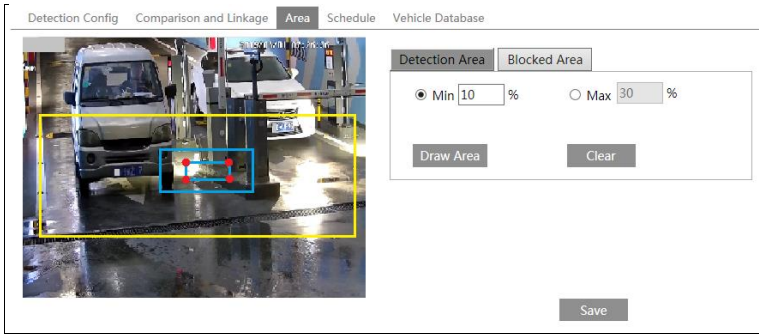 Detection Config Comparison and Linkage Area Schedule Vehicle Database
Detection Area Blocked Area
Min 10 % Max 30 %
Draw Area Clear
Save